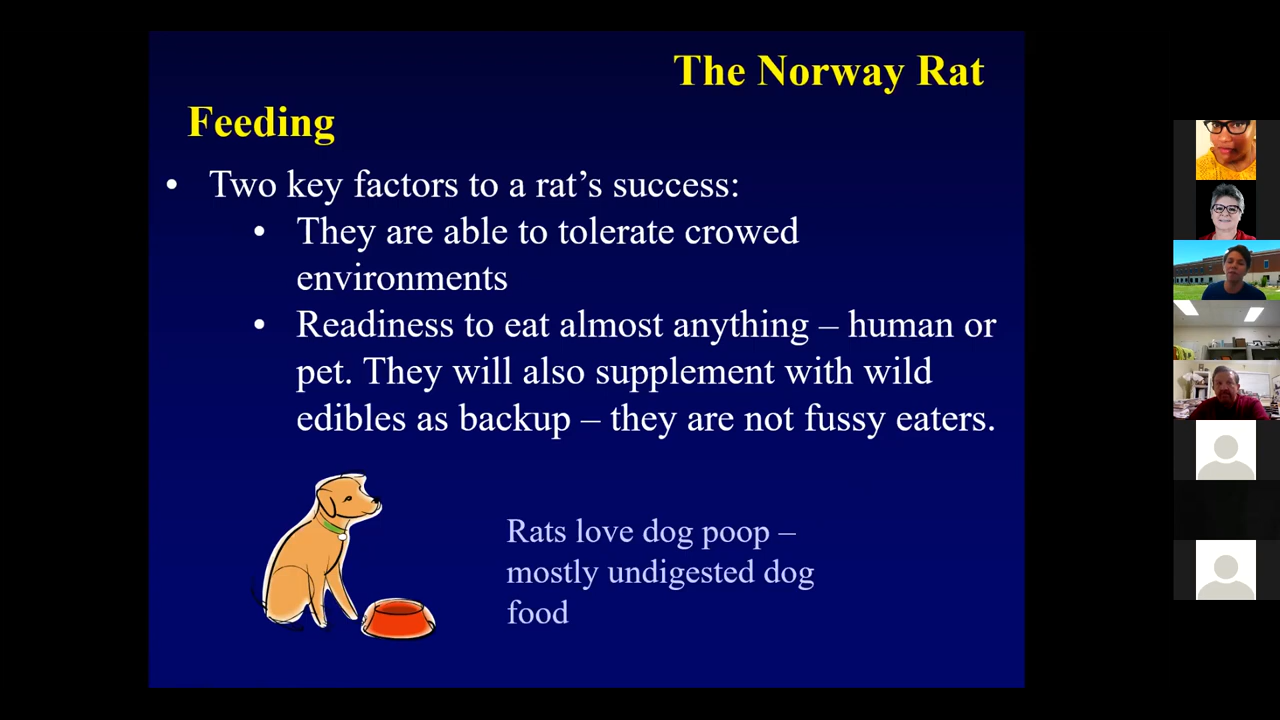 The Norway Rat
Feeding
• Two key factors to a rat's success:
• They are able to tolerate crowed
environments
• Readiness to eat almost anything – human or
pet. They will also supplement with wild
edibles as backup – they are not fussy eaters.
Rats love dog poop –
mostly undigested dog
food